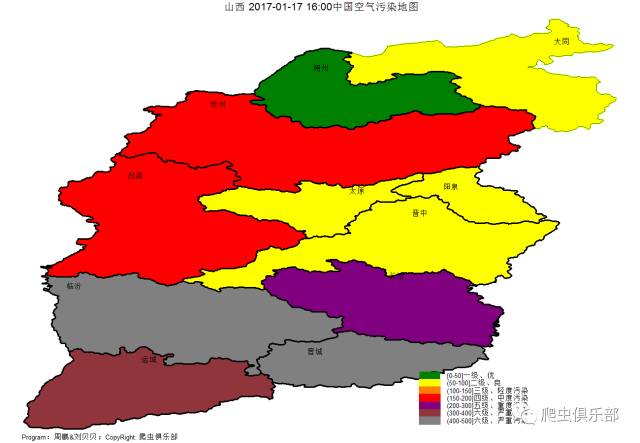 山西 2017-01-17 16:00中国空气污染地图
大同
朔州
忻州
吕梁
太原
阳泉
晋中
临汾
晋城
运城
[0-50]一级、优
(50-100]二级、良
(100-150]三级、轻度污染
(150-200]四级、中度污染
(200-300]五级、重度污染
(300-400]六级、严重
(400-500]六级、严重污染
爬虫俱乐部
Program：周鹏&刘贝贝；CopyRight: 爬虫俱乐部